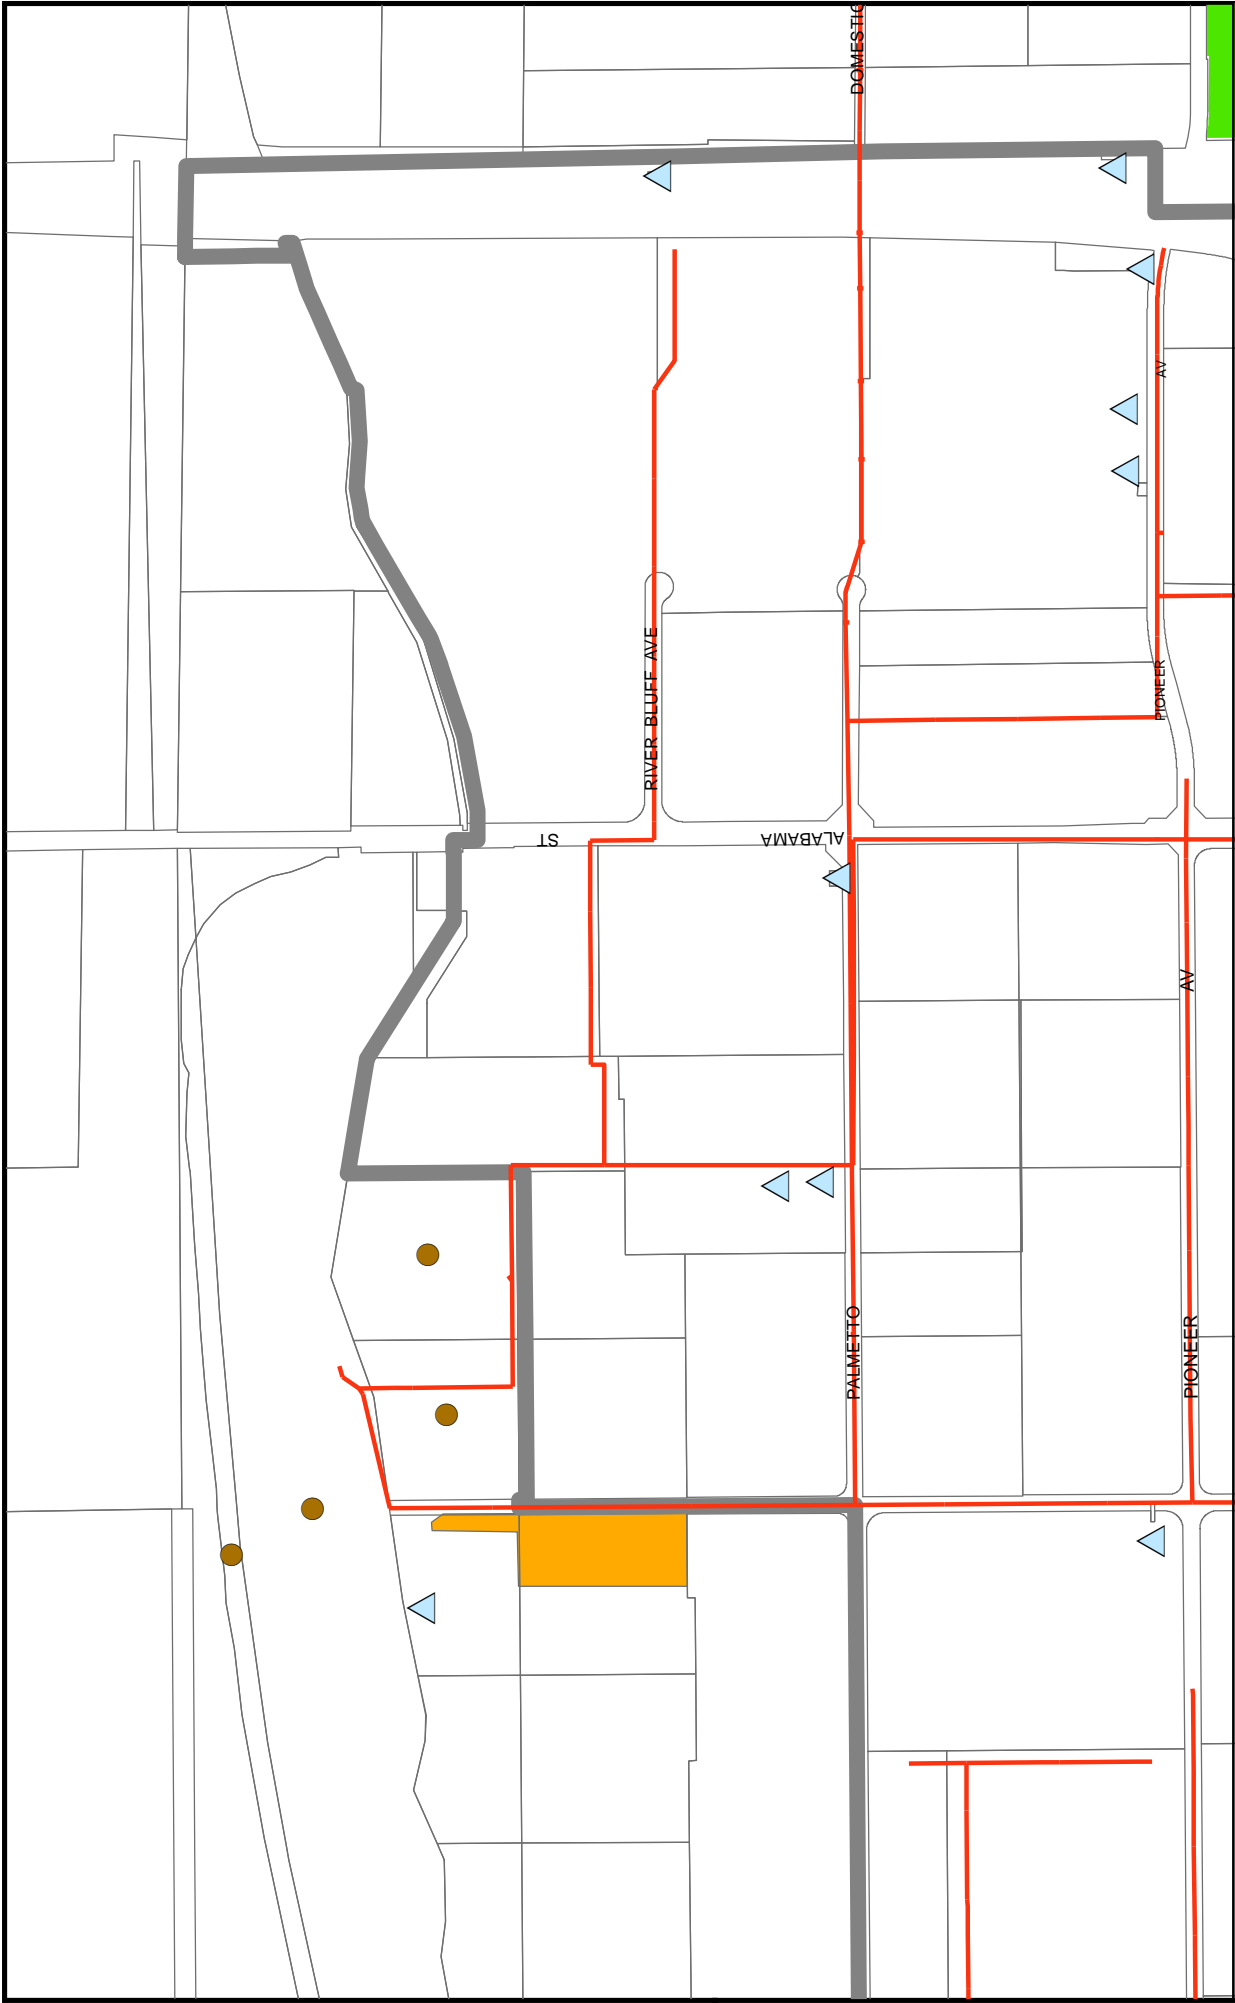 DOMESTIC
AV
RIVER BLUFF AVE
PIONEER
ST
ALABAMA
AV
PALMETTO
PIONEER